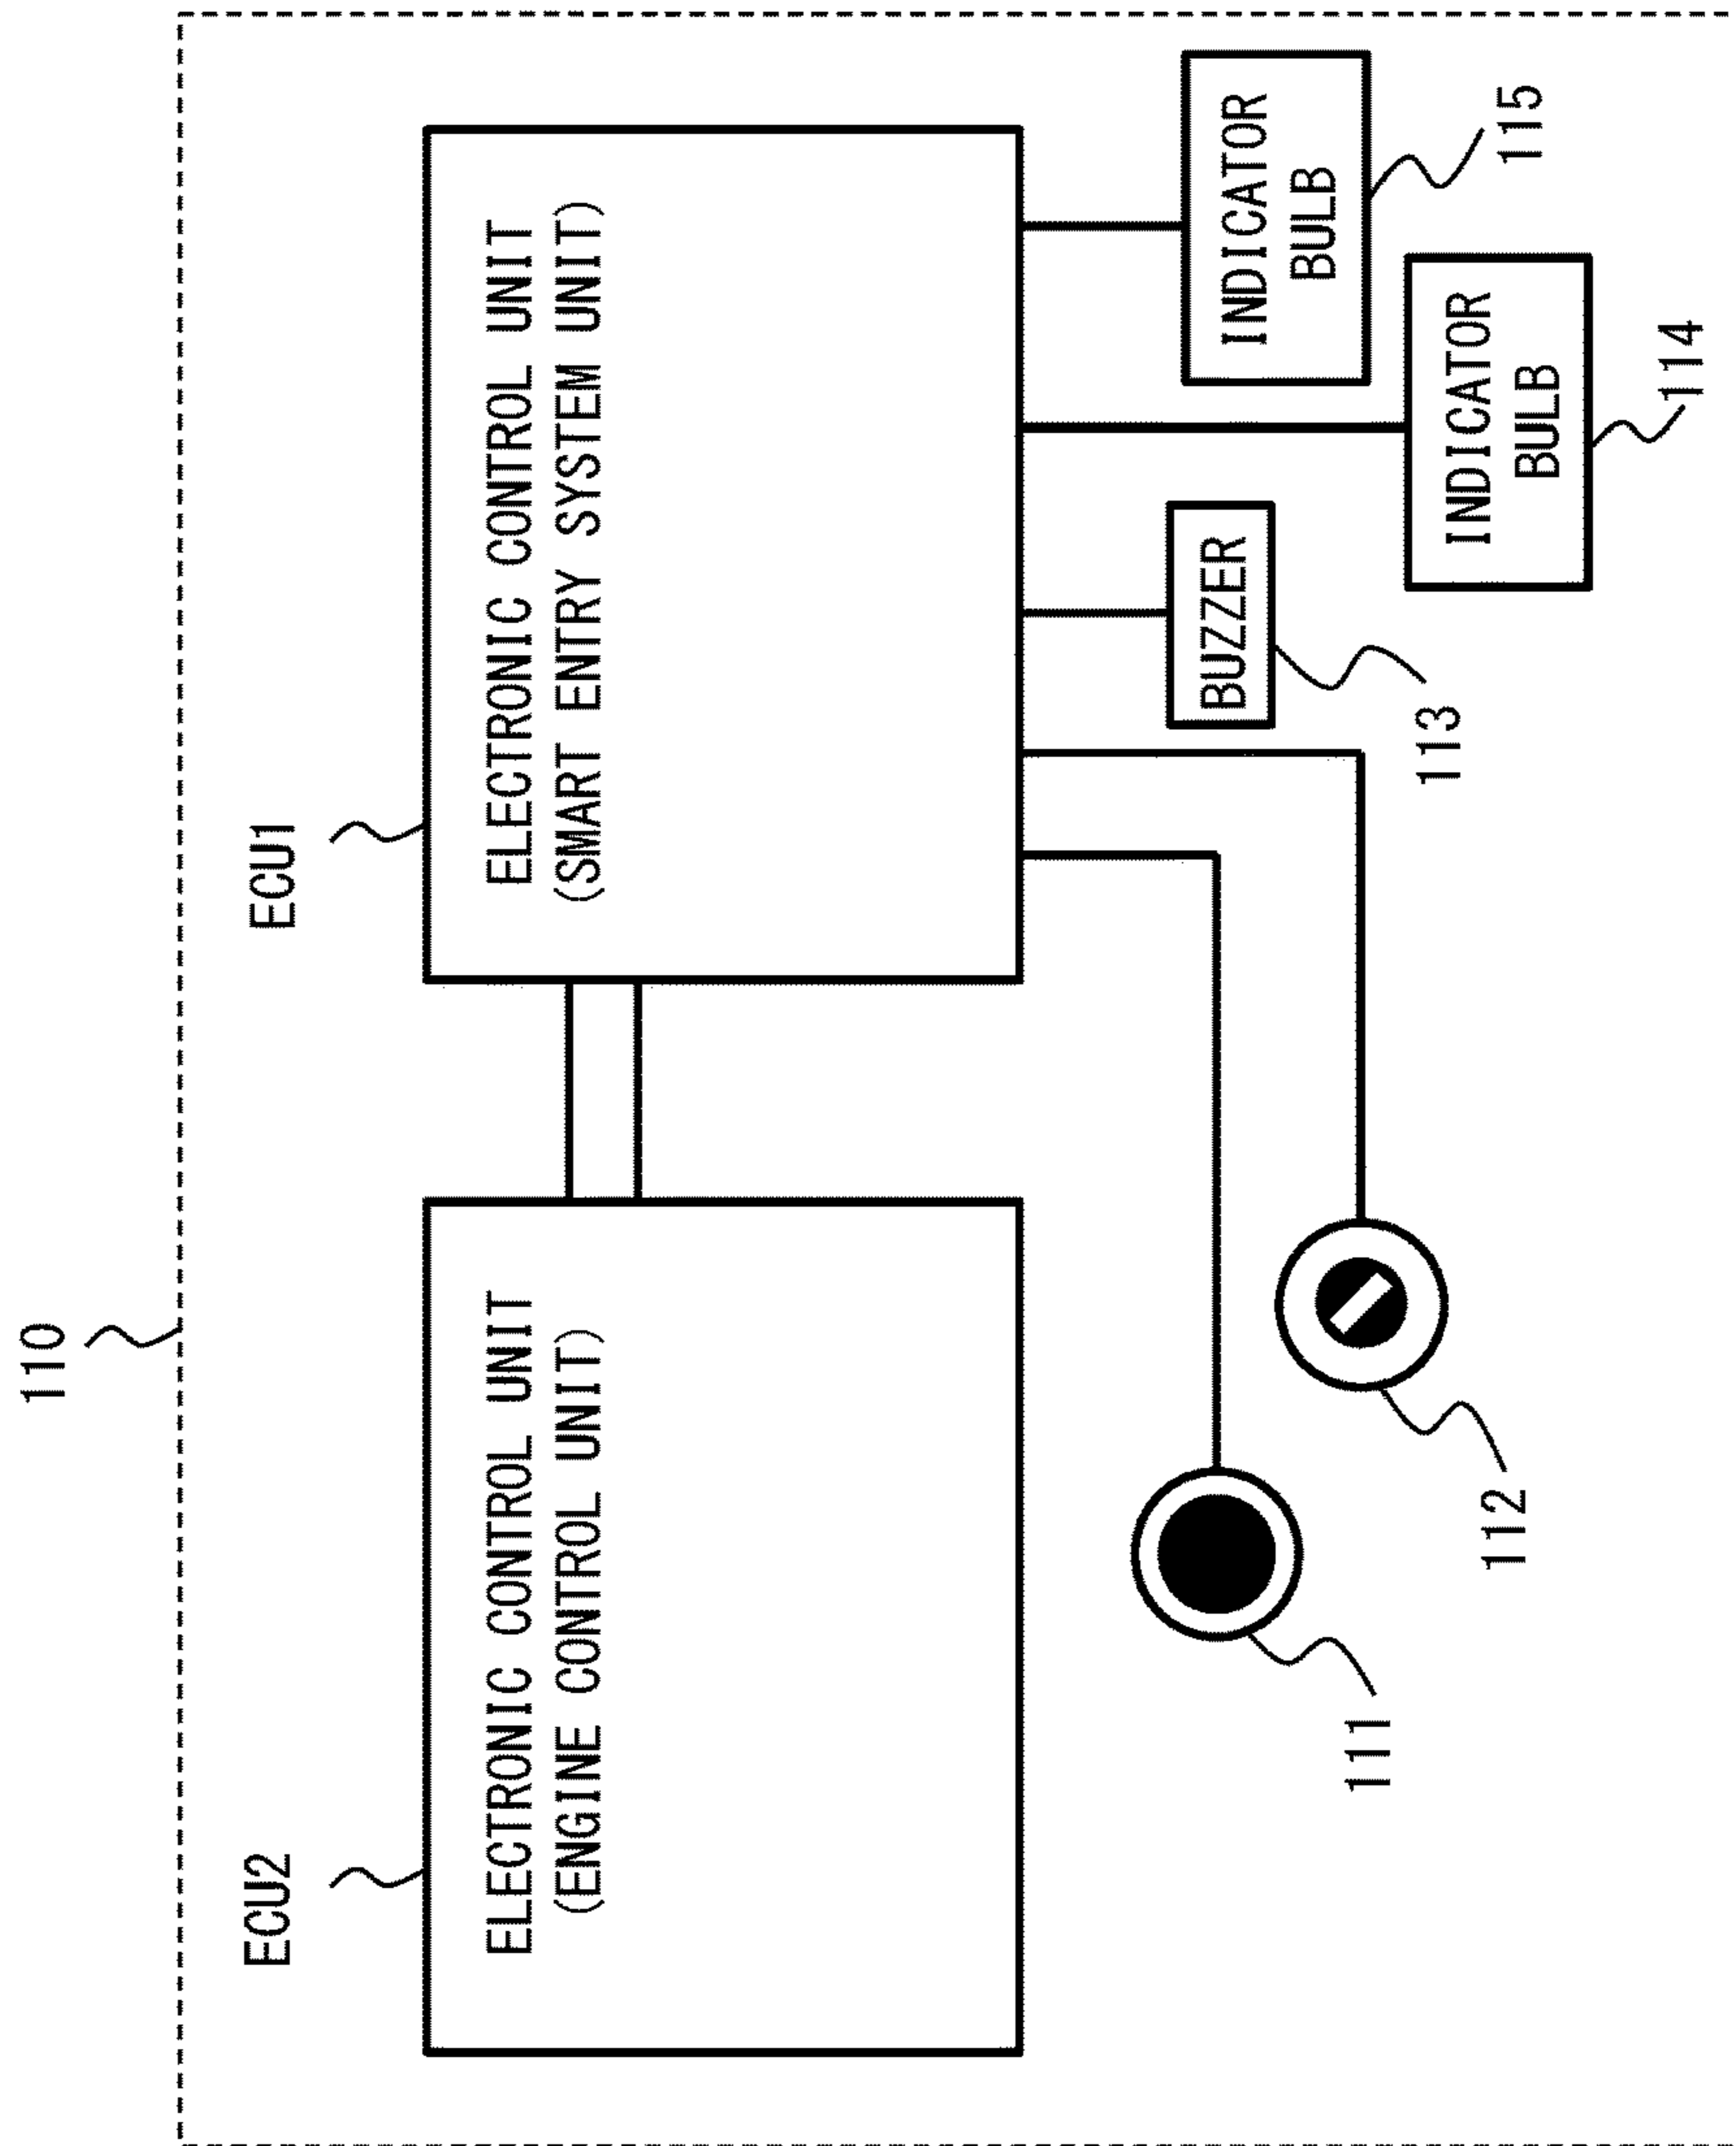 110
ECU2
ECU1
ELECTRONIC CONTROL UNIT
(ENGINE CONTROL UNIT)
ELECTRONIC CONTROL UNIT
(SMART ENTRY SYSTEM UNIT)
BUZZER
INDICATOR
BULB
INDICATOR
BULB
111
112
113
114
115